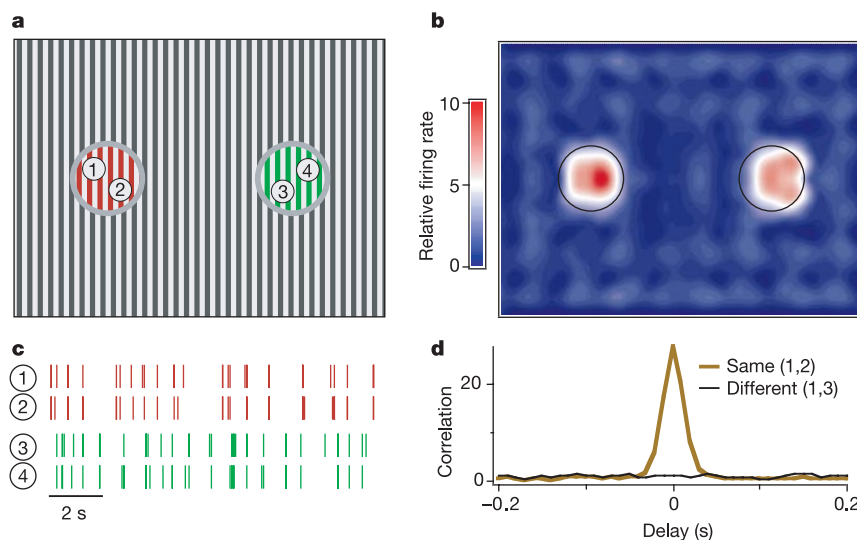 a
1
2
3
4
b
10
5
0
Relative firing rate
c
1
2
3
4
2 s
d
20
0
Correlation
Same (1,2)
Different (1,3)
–0.2
0
0.2
Delay (s)